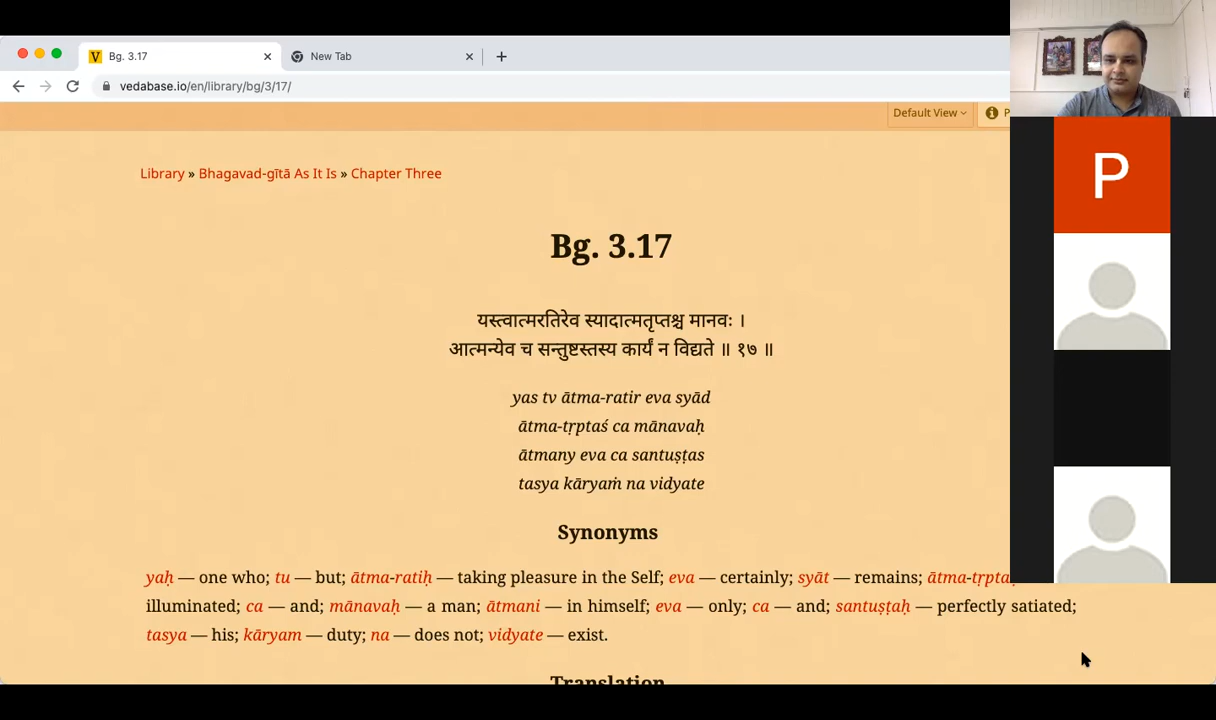 Bg. 3.17
New Tab
vedabase.io/en/library/bg/3/17/
Default View
P
Library » Bhagavad-gītā As It Is » Chapter Three
Bg. 3.17
यस्त्वात्मरतिरेव स्यादात्मतृप्तश्च मानवः ।
आत्मन्येव च सन्तुष्टस्तस्य कार्यं न विद्यते ॥ १७ ॥
yas tv ātma-ratir eva syād
ātma-tṛptaś ca mānavaḥ
ātmany eva ca santuṣṭas
tasya kāryaṁ na vidyate
Synonyms
yaḥ — one who; tu — but; ātma-ratiḥ — taking pleasure in the Self; eva — certainly; syāt — remains;
illuminated; ca — and; mānavaḥ — a man; ātmani — in himself; eva — only; ca — and; santuṣṭaḥ — perfectly satiated;
tasya — his; kāryam — duty; na — does not; vidyate — exist.
Translation